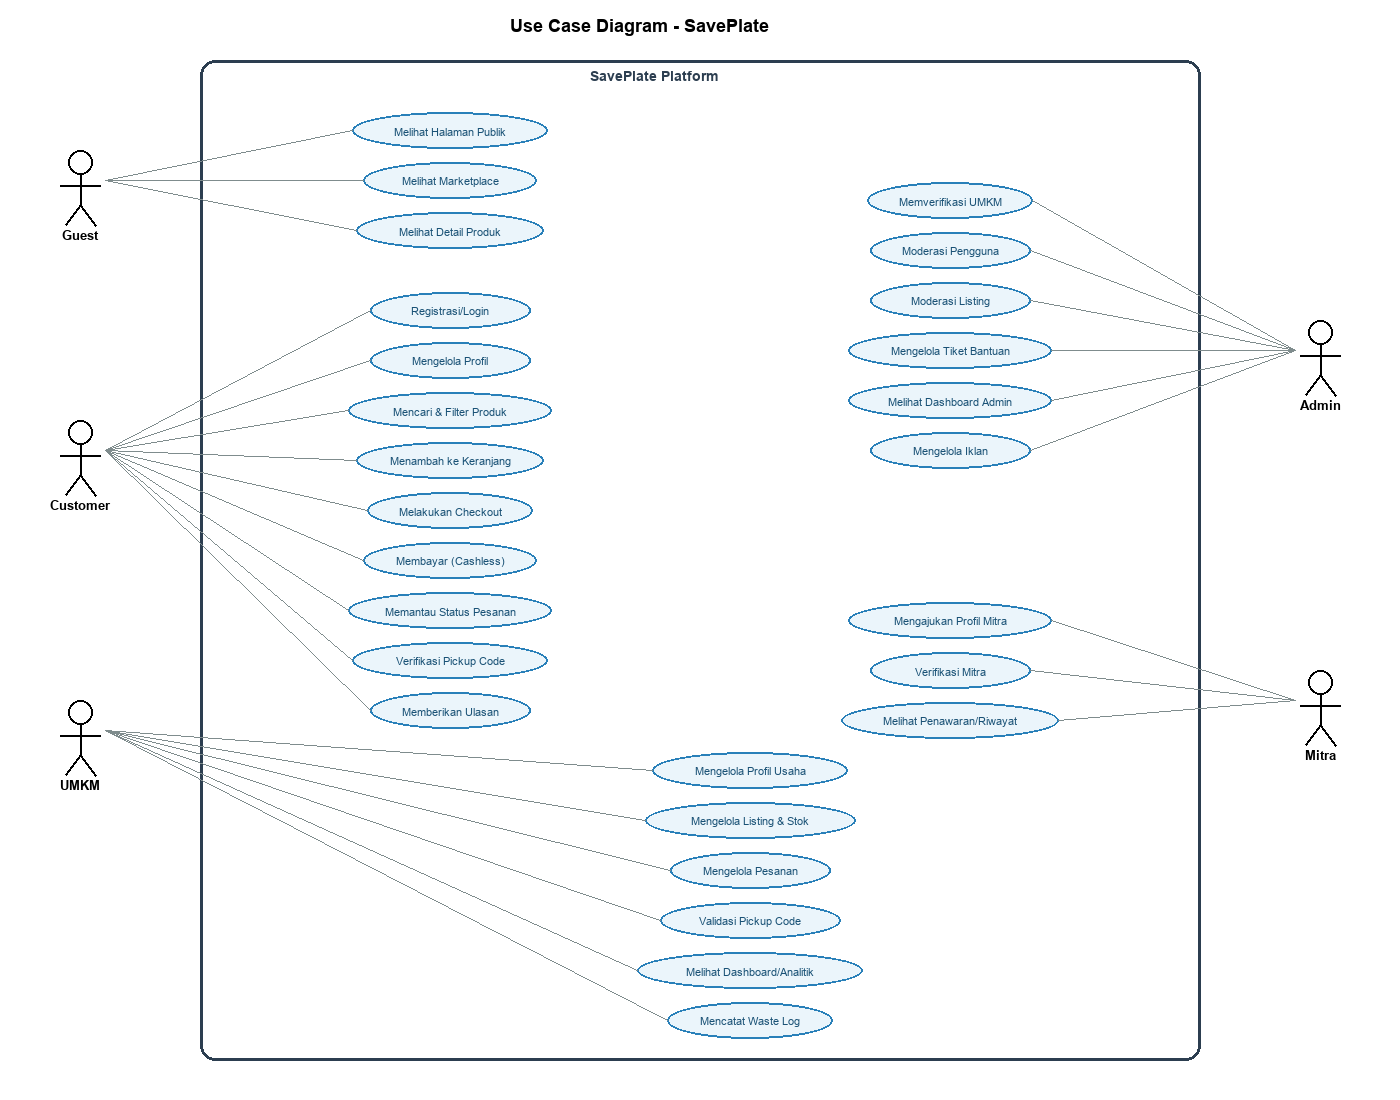 Use Case Diagram - SavePlate
SavePlate Platform
Melihat Halaman Publik
Melihat Marketplace
Melihat Detail Produk
Guest
Registrasi/Login
Mengelola Profil
Mencari & Filter Produk
Menambah ke Keranjang
Melakukan Checkout
Membayar (Cashless)
Memantau Status Pesanan
Verifikasi Pickup Code
Memberikan Ulasan
Customer
UMKM
Mengelola Profil Usaha
Mengelola Listing & Stok
Mengelola Pesanan
Validasi Pickup Code
Melihat Dashboard/Analitik
Mencatat Waste Log
Memverifikasi UMKM
Moderasi Pengguna
Moderasi Listing
Mengelola Tiket Bantuan
Melihat Dashboard Admin
Mengelola Iklan
Admin
Mengajukan Profil Mitra
Verifikasi Mitra
Melihat Penawaran/Riwayat
Mitra